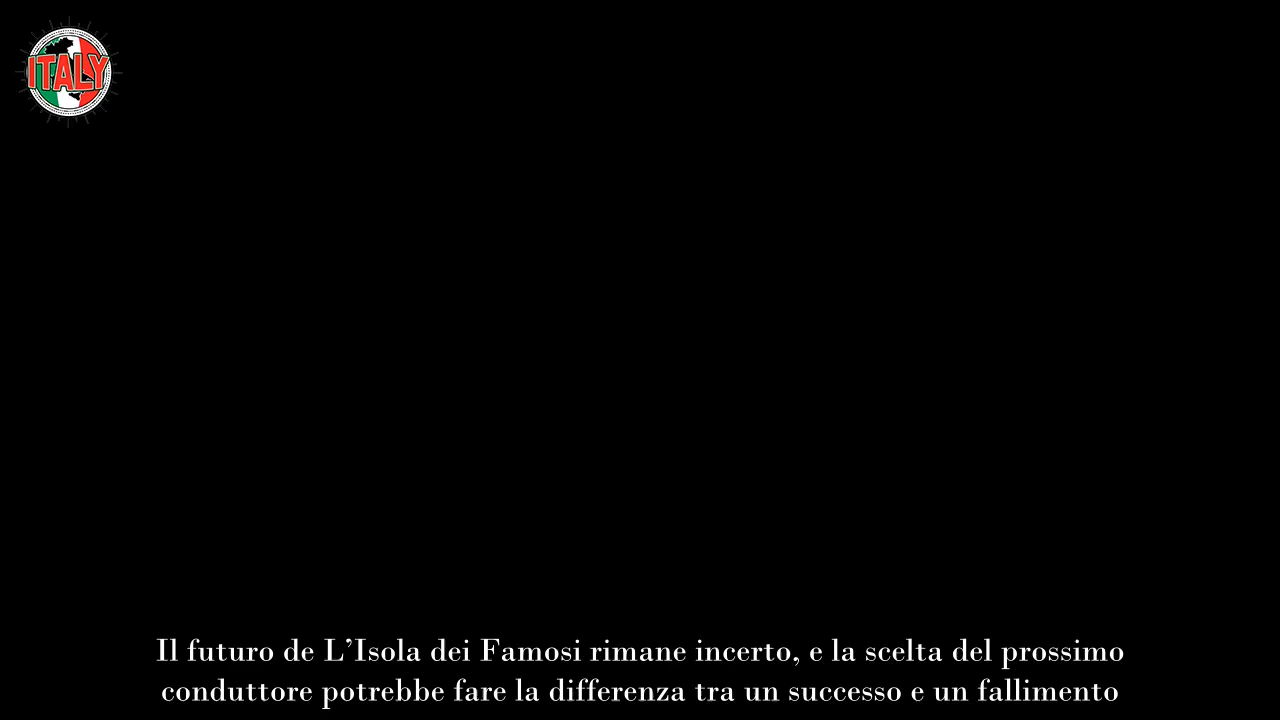 ITALY
Il futuro de L’Isola dei Famosi rimane incerto, e la scelta del prossimo
conduttore potrebbe fare la differenza tra un successo e un fallimento